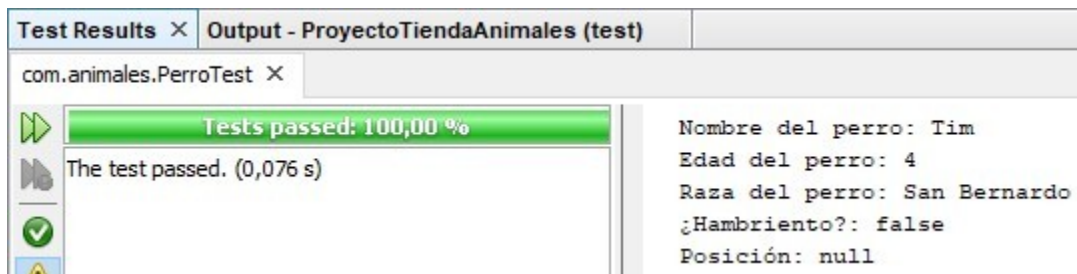 Test Results Output - ProyectoTiendaAnimales (test)
com.animales.PerroTest
Tests passed: 100,00 %
The test passed. (0,076 s)
Nombre del perro: Tim
Edad del perro: 4
Raza del perro: San Bernardo
¿Hambriento?: false
Posición: null